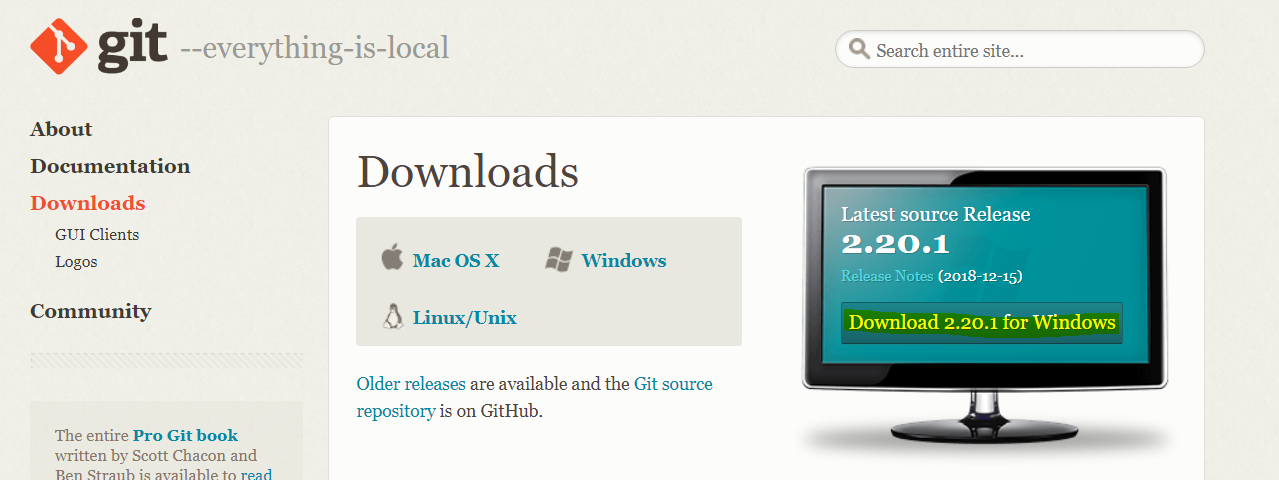 git --everything-is-local
Search entire site...
About
Documentation
Downloads
GUI Clients
Logos
Community
The entire Pro Git book
written by Scott Chacon and
Ben Straub is available to read
Downloads
Mac OS X
Windows
Linux/Unix
Older releases are available and the Git source
repository is on GitHub.
Latest source Release
2.20.1
Release Notes (2018-12-15)
Download 2.20.1 for Windows